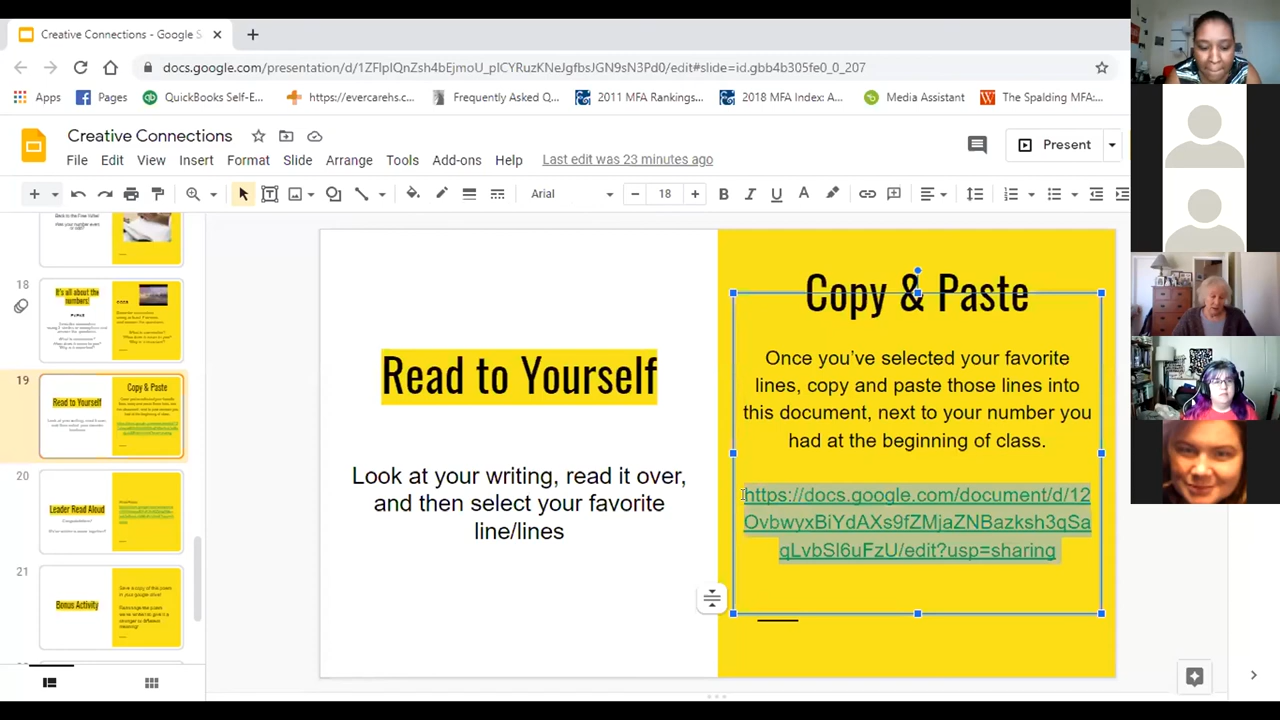 Creative Connections - Google S
docs.google.com/presentation/d/
/edit#slide=id.gbb4b305fe0_0_207
Apps
Pages
QuickBooks Self-E...
https://evercarehs.c...
Frequently Asked Q...
2011 MFA Rankings...
2018 MFA Index: A...
Media Assistant
The Spalding MFA:...
Creative Connections
File Edit View Insert Format Slide Arrange Tools Add-ons Help
Last edit was 23 minutes ago
Present
Arial
18
18
It's all about the
numbers!
19
Copy & Paste
Read to Yourself
20
Leader Read Aloud
21
Bonus Activity
Read to Yourself
Look at your writing, read it over,
and then select your favorite
line/lines
Copy & Paste
Once you've selected your favorite
lines, copy and paste those lines into
this document, next to your number you
had at the beginning of class.
https://docs.google.com/document/d/12
qLvbSl6uFzU/edit?usp=sharing